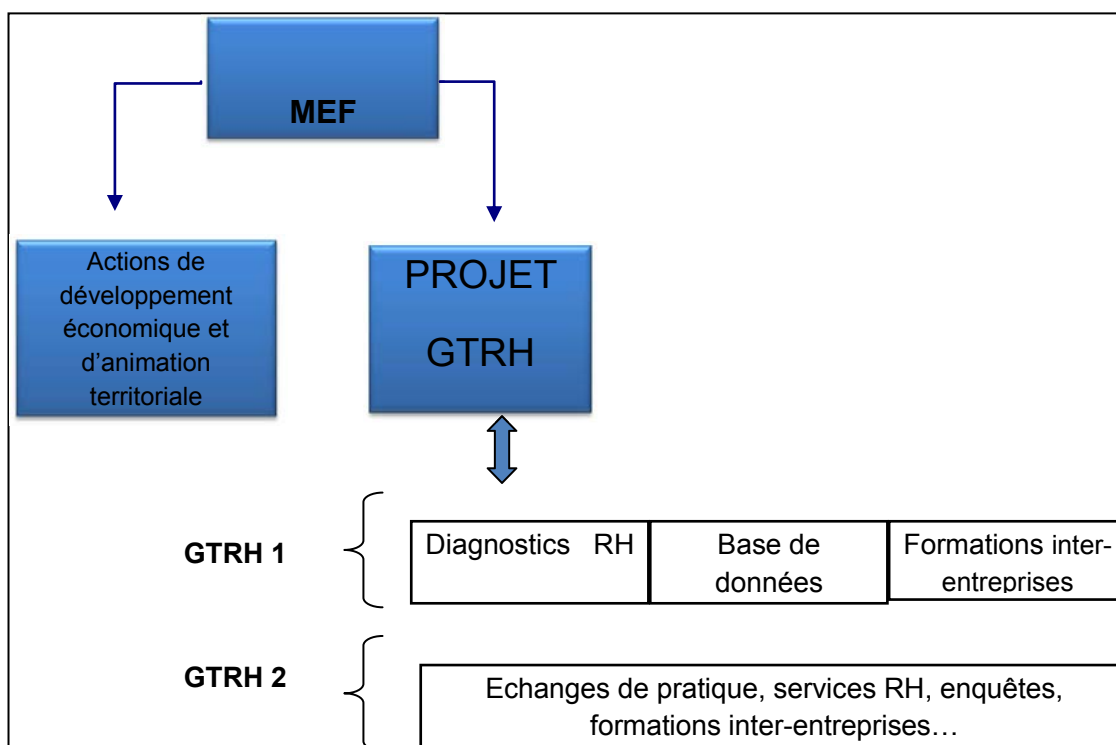 MEF
Actions de
développement
économique et
d’animation
territoriale
PROJET
GTRH
GTRH 1
Diagnostics RH
Base de
données
Formations inter-
entreprises
GTRH 2
Echanges de pratique, services RH, enquêtes,
formations inter-entreprises…